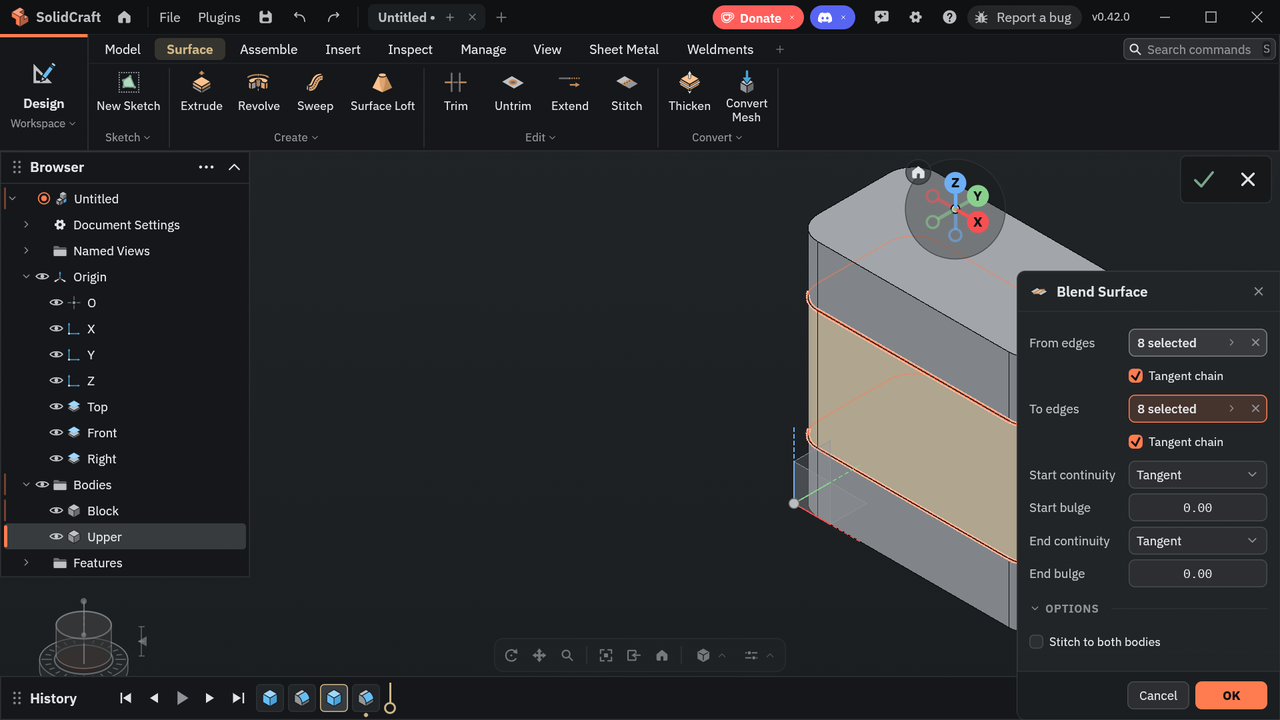 SolidCraft
File
Plugins
Untitled •
Donate
Report a bug
v0.42.0
Model
Surface
Assemble
Insert
Inspect
Manage
View
Sheet Metal
Weldments
Search commands
S
Design
Workspace
New Sketch
Extrude
Revolve
Sweep
Surface Loft
Trim
Untrim
Extend
Stitch
Thicken
Convert
Mesh
Sketch
Create
Edit
Convert
Browser
Untitled
Document Settings
Named Views
Origin
O
X
Y
Z
Top
Front
Right
Bodies
Block
Upper
Features
Z
Y
X
Blend Surface
From edges
8 selected
Tangent chain
To edges
8 selected
Tangent chain
Start continuity
Tangent
Start bulge
0.00
End continuity
Tangent
End bulge
0.00
OPTIONS
Stitch to both bodies
Cancel
OK
History